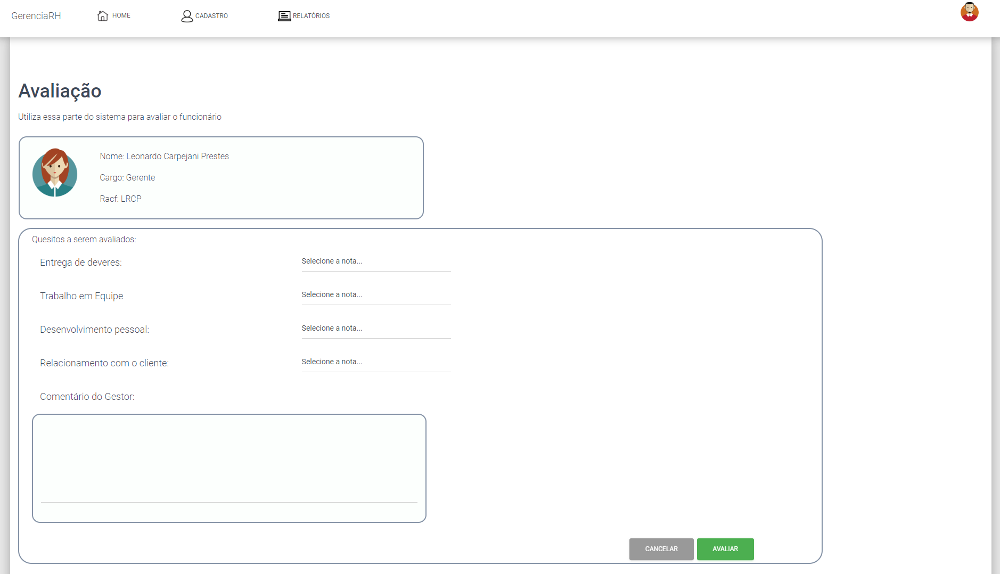 GerenciaRH
HOME
CADASTRO
RELATÓRIOS
Avaliação
Utiliza essa parte do sistema para avaliar o funcionário
Nome: Leonardo Carpejani Prestes
Cargo: Gerente
Racf: LRCP
Quesitos a serem avaliados:
Entrega de deveres:
Selecione a nota...
Trabalho em Equipe
Selecione a nota...
Desenvolvimento pessoal:
Selecione a nota...
Relacionamento com o cliente:
Selecione a nota...
Comentário do Gestor:
CANCELAR
AVALIAR